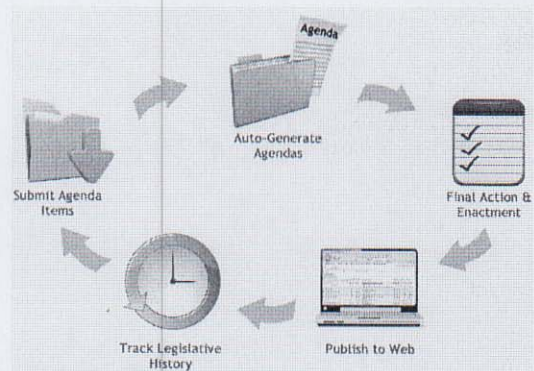 Agenda
Auto-Generate
Agendas
Submit Agenda
Items
Final Action &
Enactment
Track Legislative
History
Publish to Web